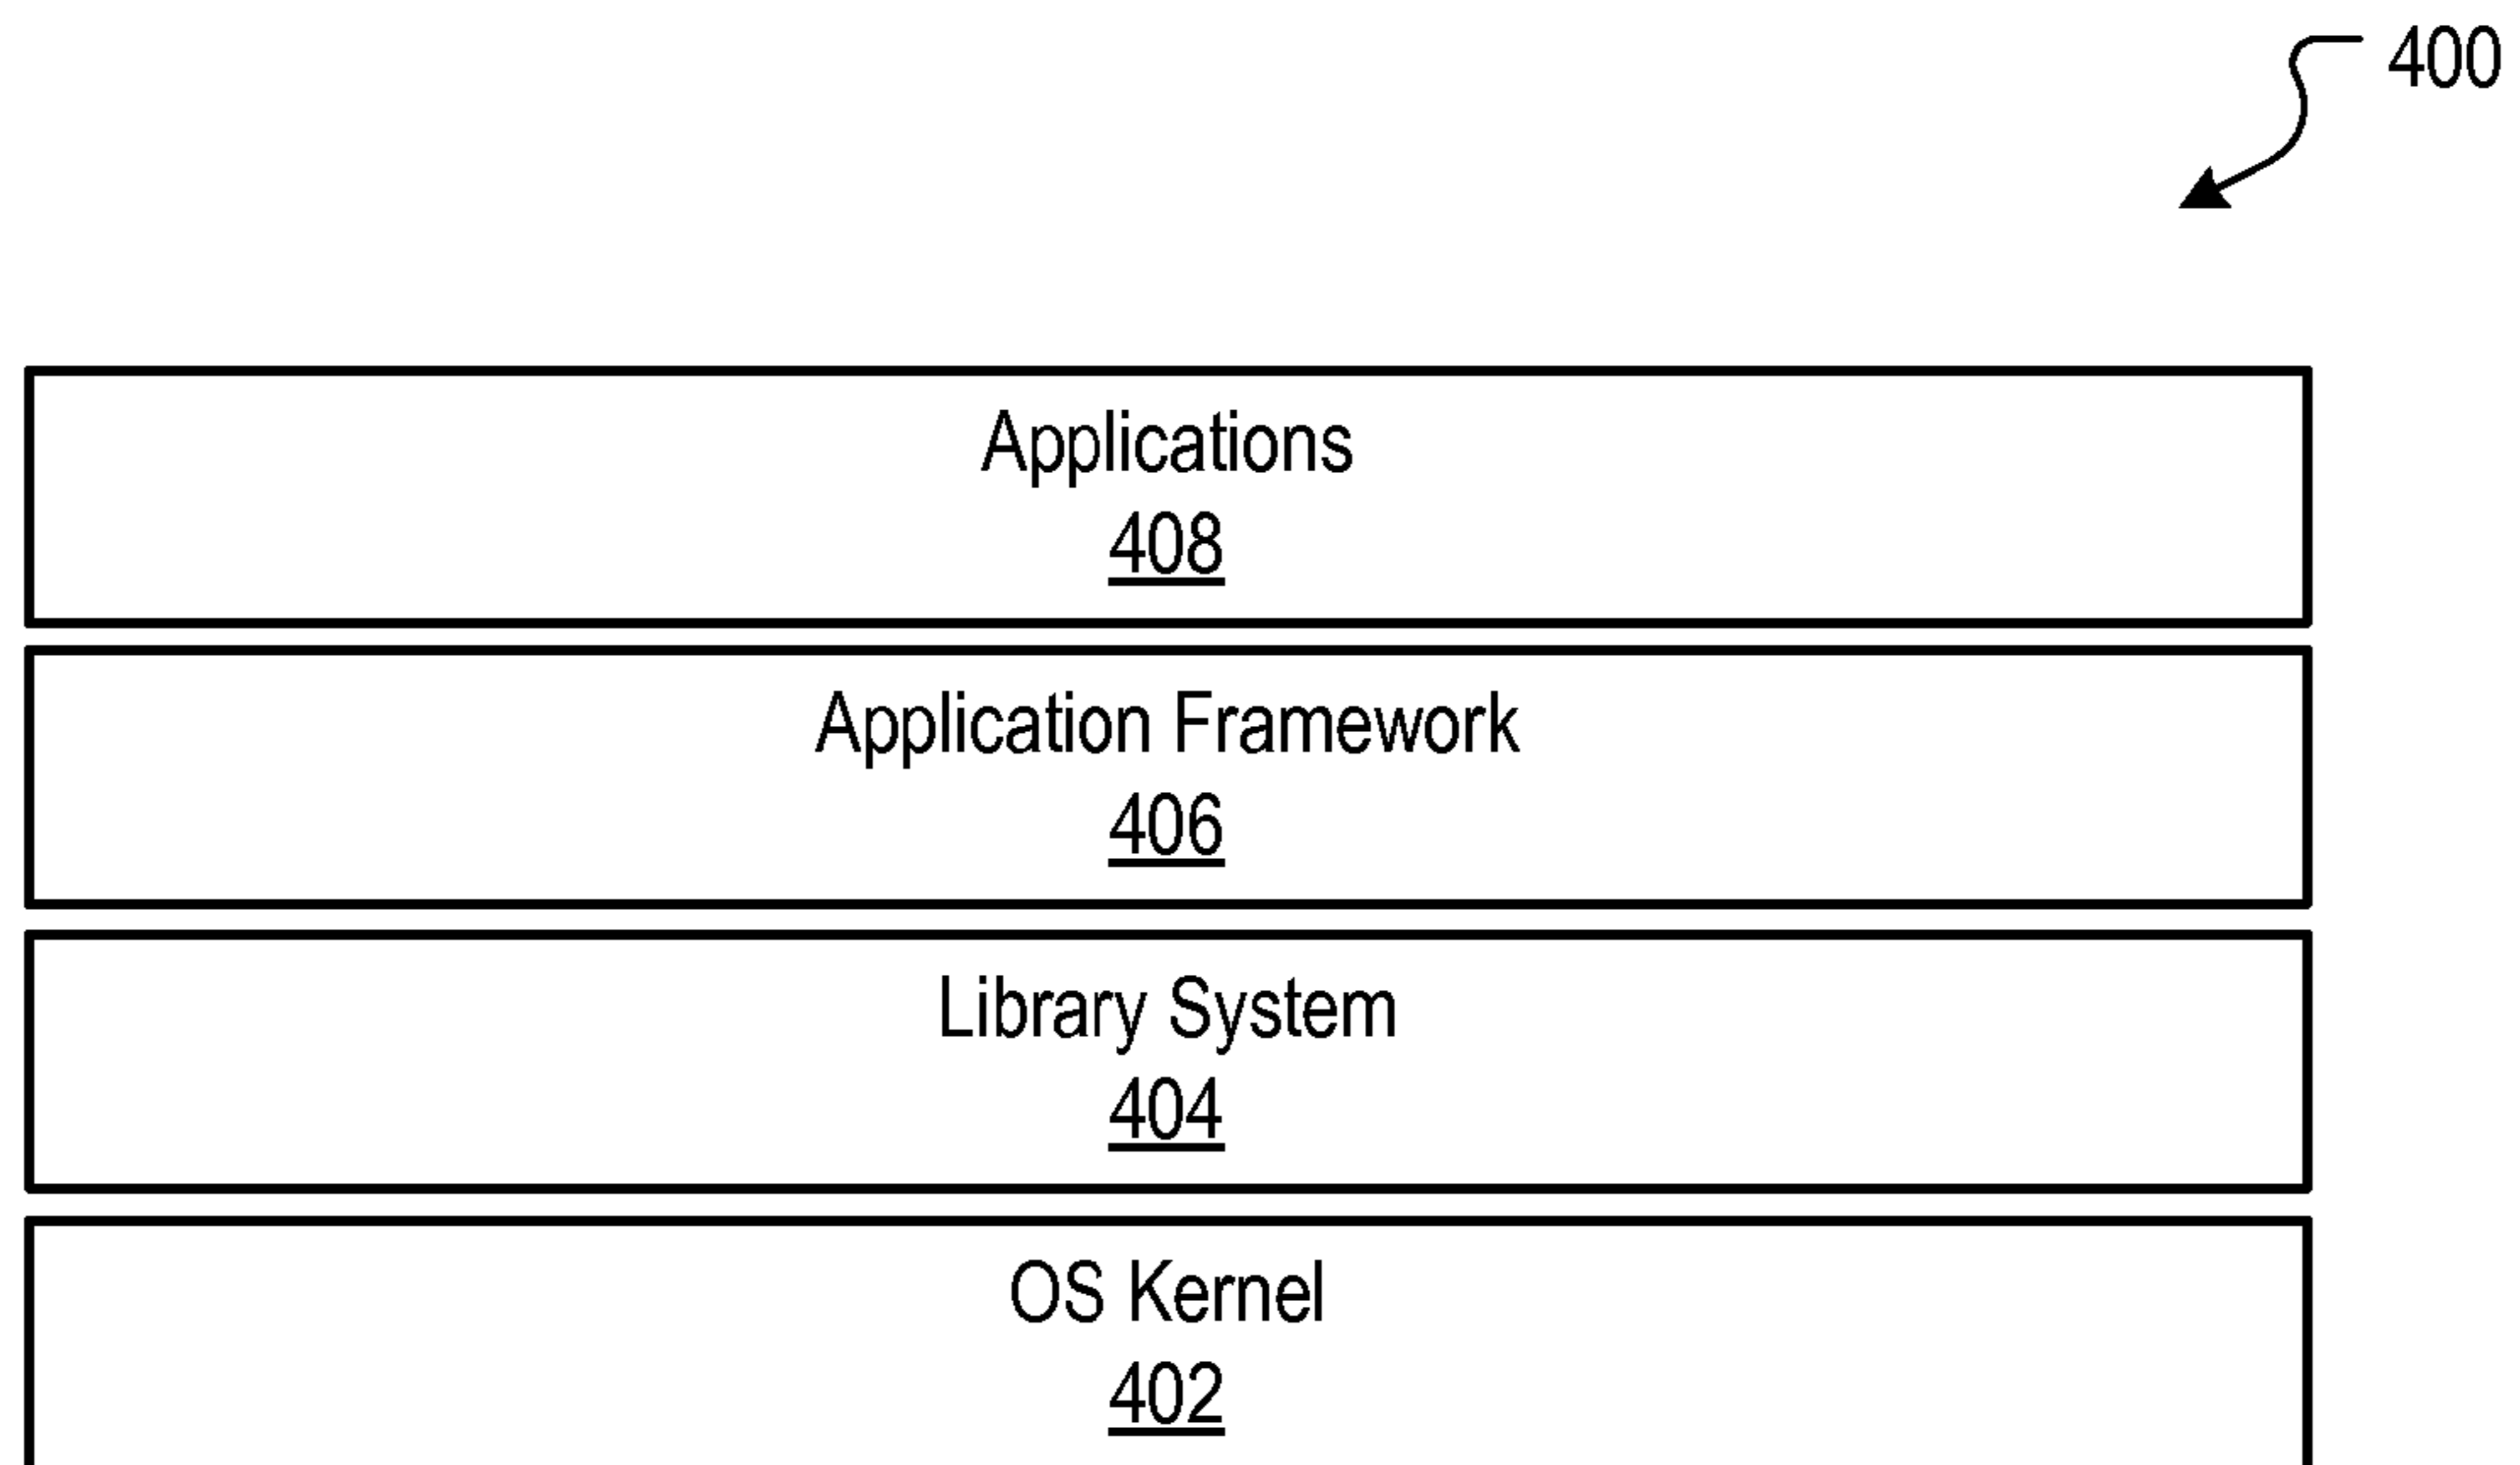 400
Applications
408
Application Framework
406
Library System
404
OS Kernel
402